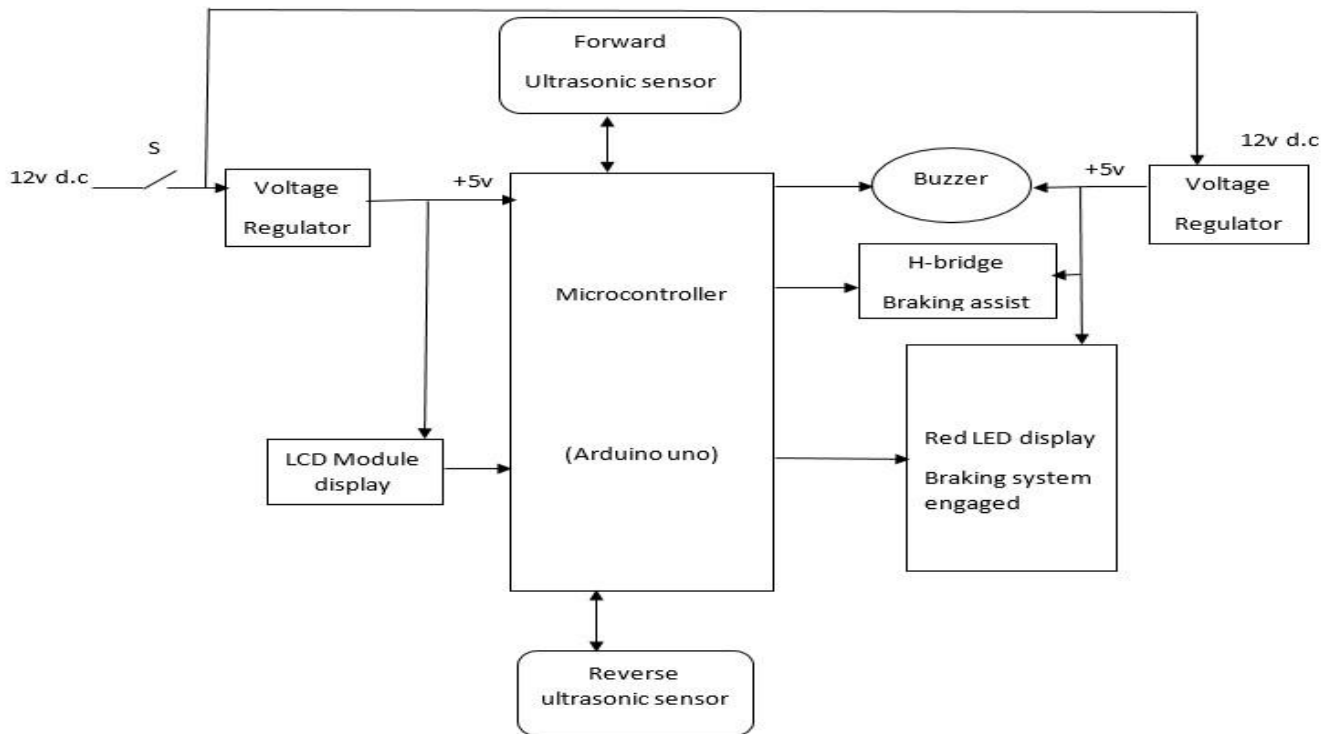 Forward
Ultrasonic sensor
S
12v d.c
Voltage
Regulator
+5v
Buzzer
+5v
12v d.c
Voltage
Regulator
H-bridge
Braking assist
Microcontroller
(Arduino uno)
LCD Module
display
Red LED display
Braking system
engaged
Reverse
ultrasonic sensor